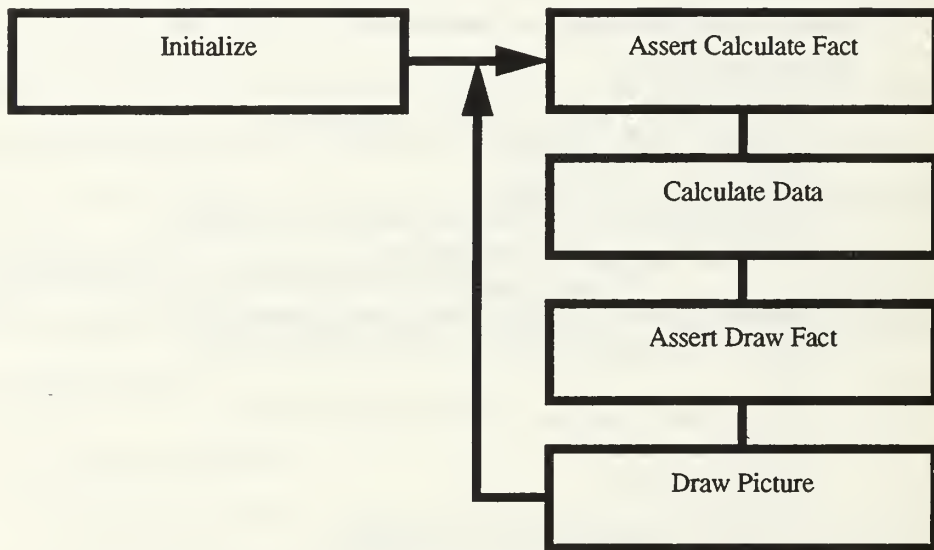 Initialize
Assert Calculate Fact
Calculate Data
Assert Draw Fact
Draw Picture